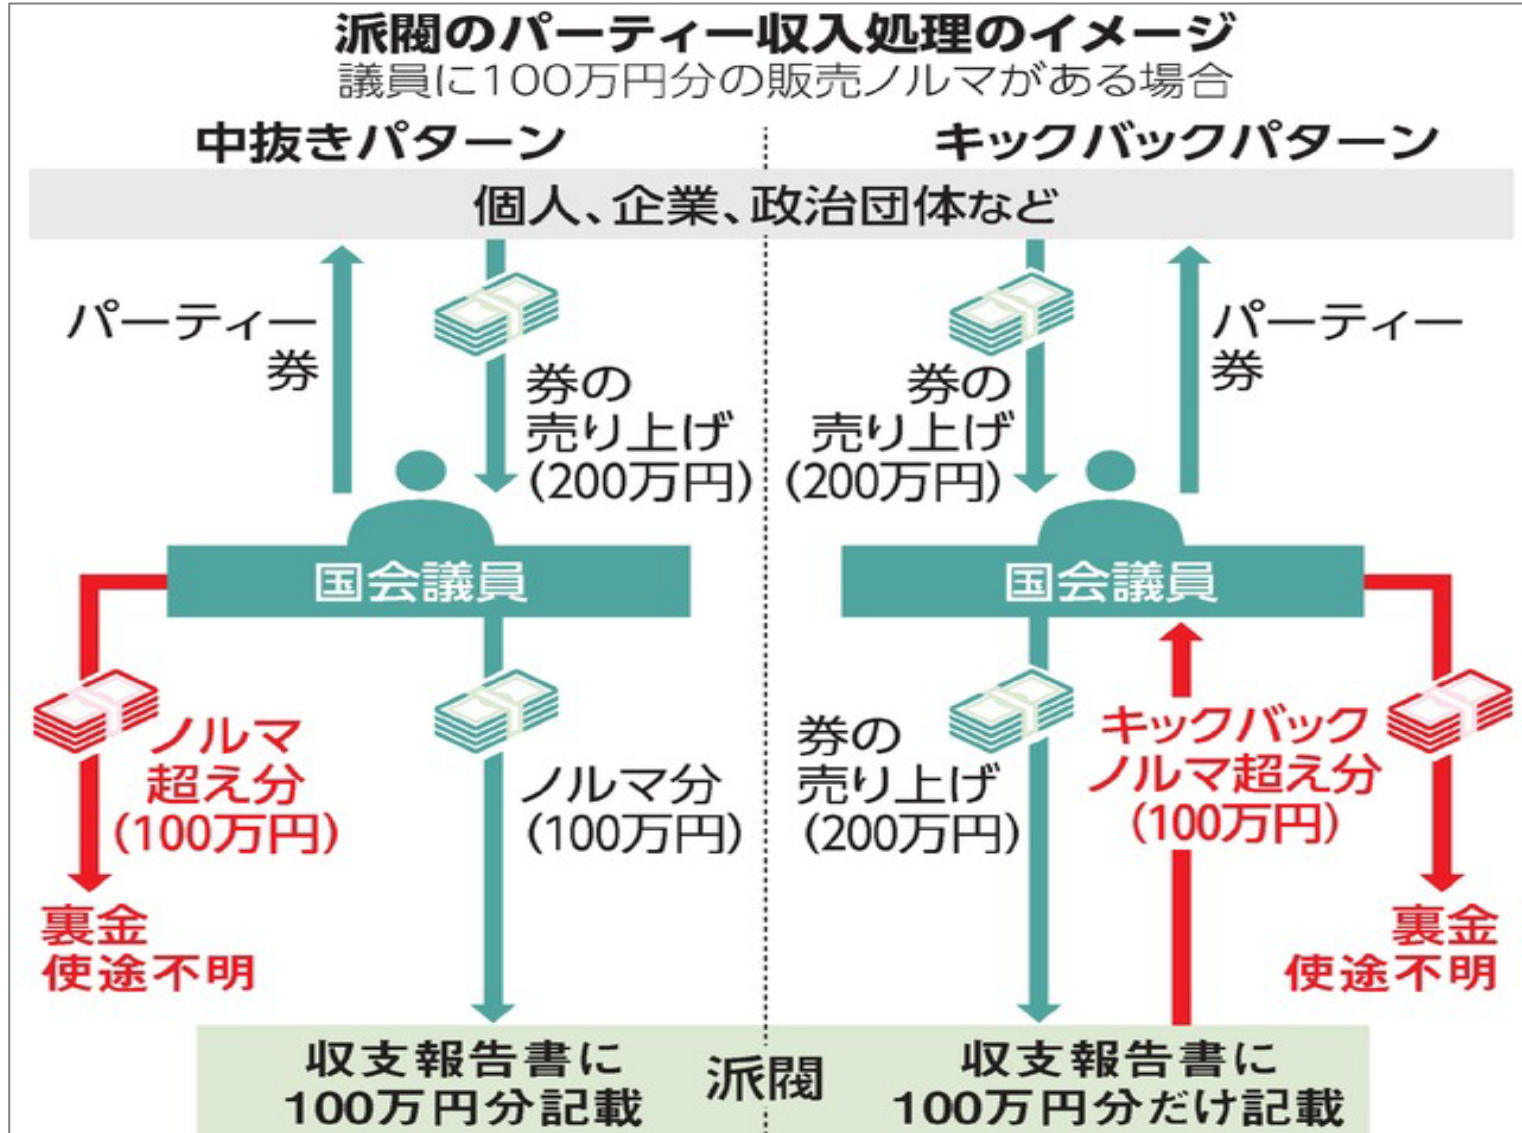 派閥のパーティー収入処理のイメージ
議員に100万円分の販売ノルマがある場合
中抜きパターン
キックバックパターン
個人、企業、政治団体など
パーティー
券
券の
売り上げ
(200万円)
券の
売り上げ
(200万円)
パーティー
券
国会議員
国会議員
ノルマ
超え分
(100万円)
ノルマ分
(100万円)
券の
売り上げ
(200万円)
キックバック
ノルマ超え分
(100万円)
裏金
使途不明
裏金
使途不明
収支報告書に
100万円分記載
派閥
収支報告書に
100万円分だけ記載